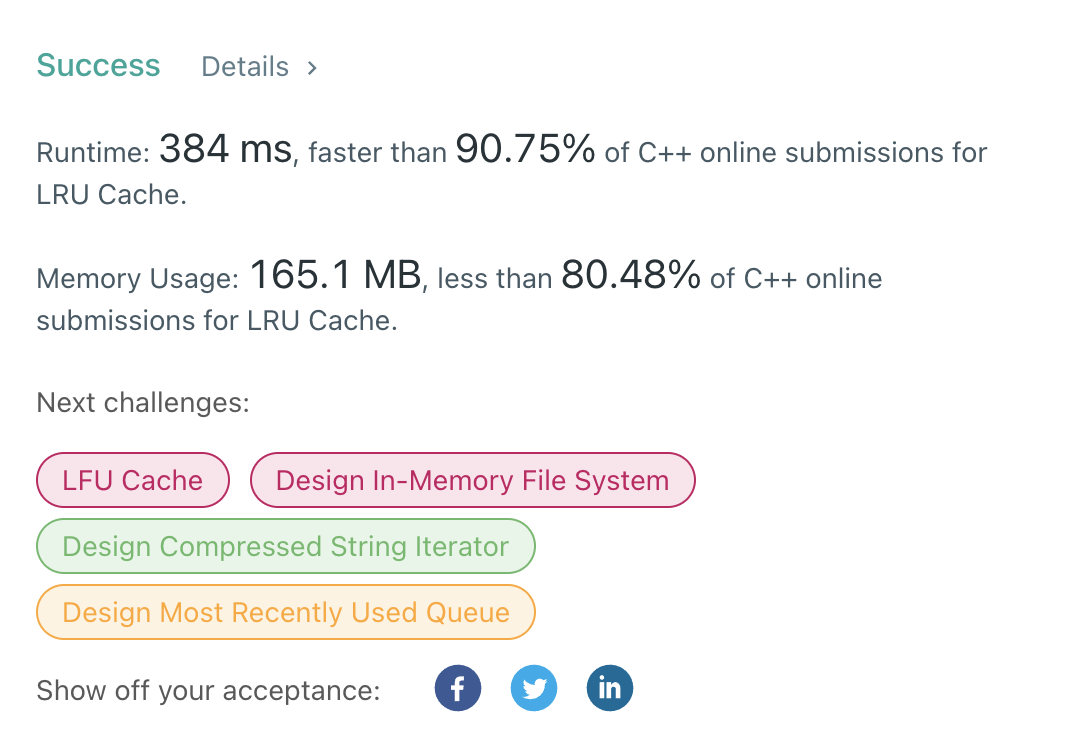 Success Details >
Runtime: 384 ms, faster than 90.75% of C++ online submissions for
LRU Cache.
Memory Usage: 165.1 MB, less than 80.48% of C++ online
submissions for LRU Cache.
Next challenges:
LFU Cache Design In-Memory File System
Design Compressed String Iterator
Design Most Recently Used Queue
Show off your acceptance: f in